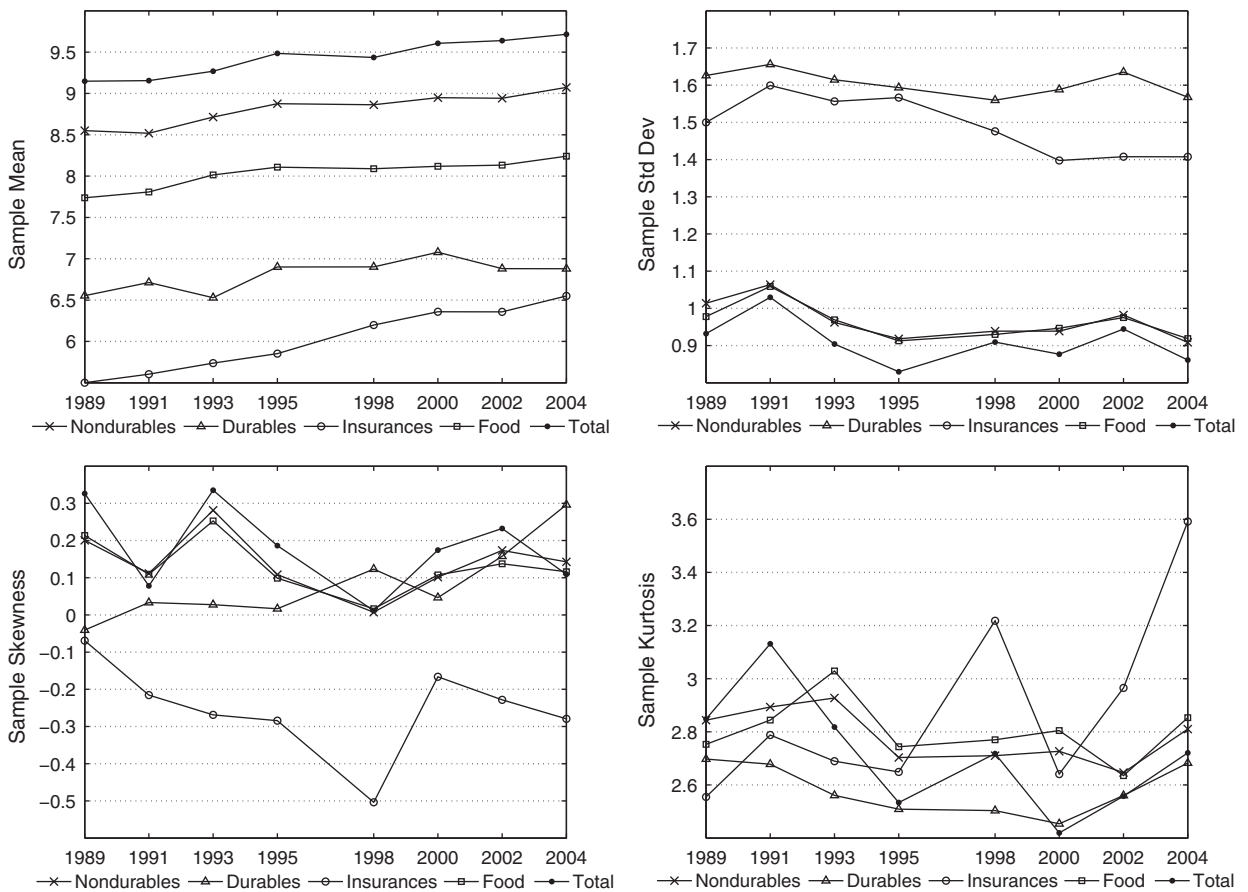 9.5
9
8.5
8
7.5
7
6.5
6
Sample Mean
1989 1991 1993 1995 1998 2000 2002 2004
Nondurables Durables Insurances Food Total
1.7
1.6
1.5
1.4
1.3
1.2
1.1
1
0.9
Sample Std Dev
1989 1991 1993 1995 1998 2000 2002 2004
Nondurables Durables Insurances Food Total
0.3
0.2
0.1
0
−0.1
−0.2
−0.3
−0.4
−0.5
Sample Skewness
1989 1991 1993 1995 1998 2000 2002 2004
Nondurables Durables Insurances Food Total
3.6
3.4
3.2
3
2.8
2.6
Sample Kurtosis
1989 1991 1993 1995 1998 2000 2002 2004
Nondurables Durables Insurances Food Total